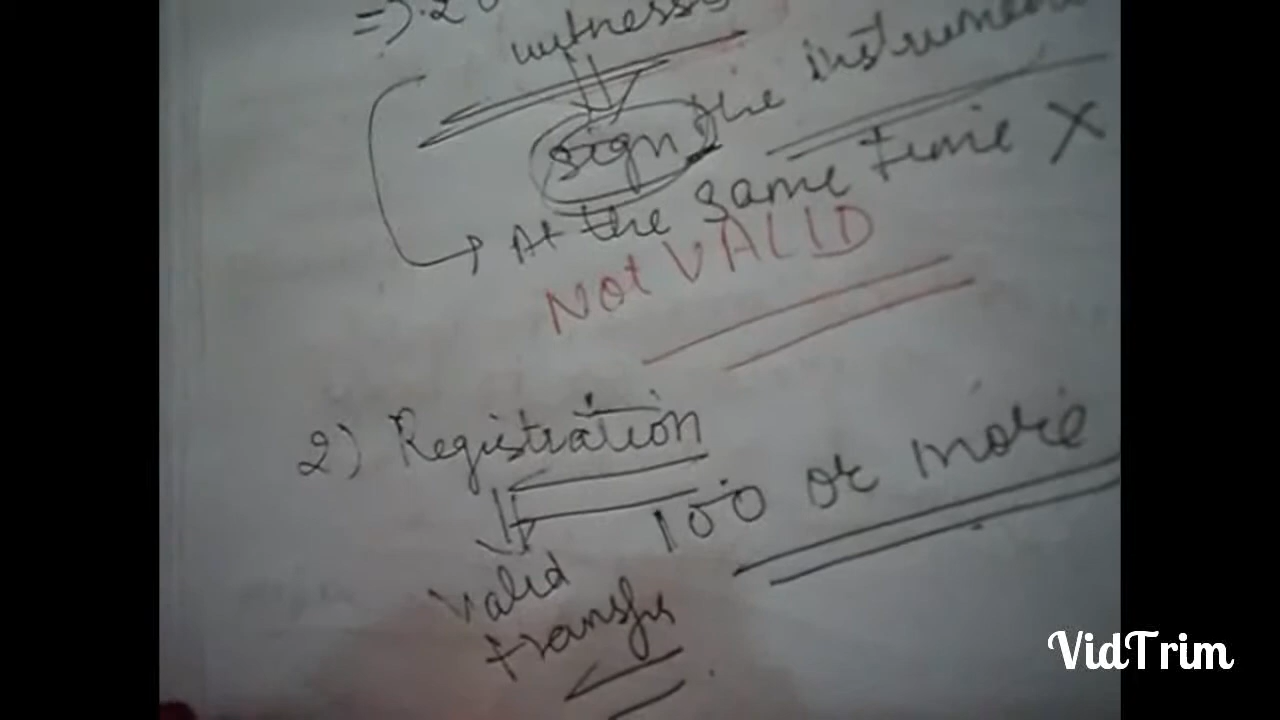 witness
sign the instrument
→ At the same time X
Not VALID
2) Registration
100 or more
valid
transfer
VidTrim